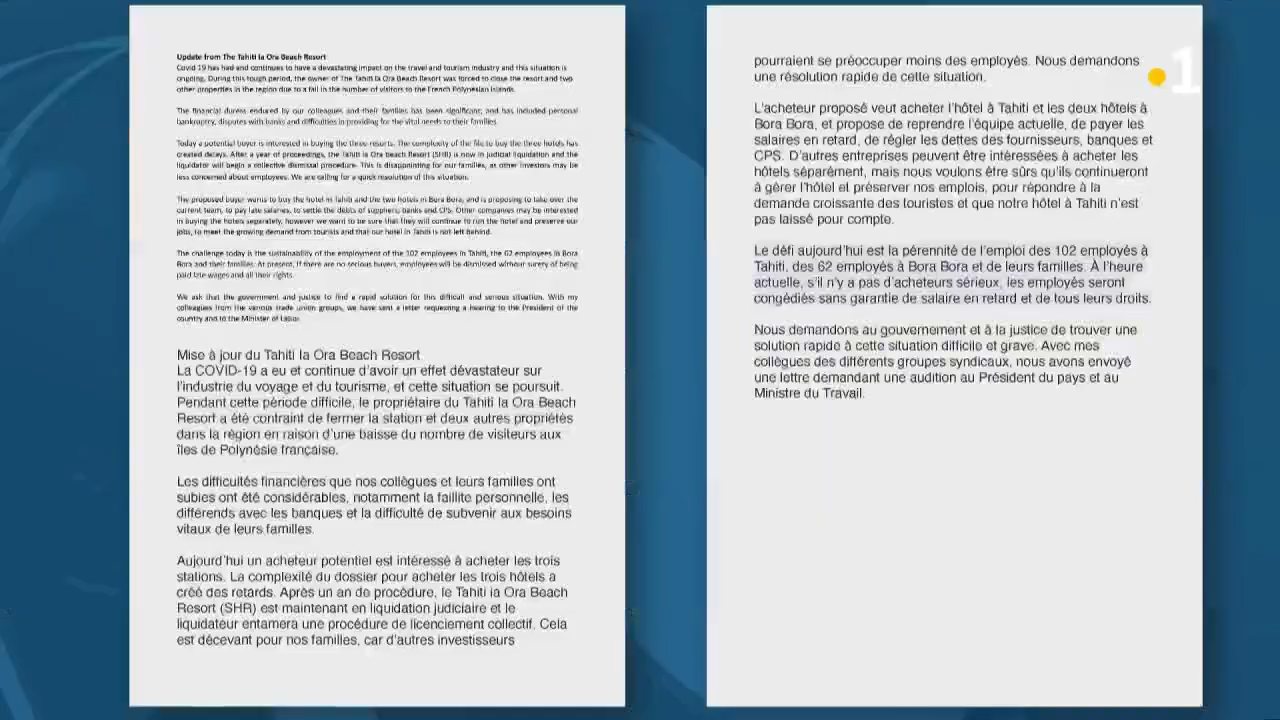 Update from The Tahiti Ia Ora Beach Resort
Covid 19 has had and continues to have a devastating impact on the travel and tourism industry and this situation is
ongoing. During this tough period, the owner of The Tahiti Ia Ora Beach Resort was forced to close the resort and two
other properties in the region due to a fall in the number of visitors to the French Polynesian islands.
The financial duress endured by our colleagues and their families has been significant, and has included personal
bankruptcy, disputes with banks and difficulties in providing for the vital needs to their families.
Today a potential buyer is interested in buying the three resorts. The complexity of the file to buy the three hotels has
created delays. After a year of proceedings, the Tahiti Ia Ora Beach resort (SHR) is now in judicial liquidation and the
liquidator will begin a collective dismissal procedure. This is disappointing for our families, as other investors may be
less concerned about employees. We are calling for a quick resolution of this situation.
The proposed buyer wants to buy the hotel in Tahiti and the two hotels in Bora Bora, and is proposing to take over the
current team, to pay late salaries, to settle the debts of suppliers, banks and CPS. Other companies may be interested
in buying the hotels separately, however we want to be sure that they will continue to run the hotel and preserve our
jobs, to meet the growing demand from tourists and that our hotel in Tahiti is not left behind.
The challenge today is the sustainability of the employment of the 102 employees in Tahiti, the 62 employees in Bora
Bora and their families. At present, if there are no serious buyers, employees will be dismissed without surety of being
paid late wages and all their rights.
We ask that the government and justice to find a rapid solution for this difficult and serious situation. With my
colleagues from the various trade union groups, we have sent a letter requesting a hearing to the President of the
country and to the Minister of Labor.
Mise à jour du Tahiti Ia Ora Beach Resort
La COVID-19 a eu et continue d'avoir un effet dévastateur sur
l'industrie du voyage et du tourisme, et cette situation se poursuit.
Pendant cette période difficile, le propriétaire du Tahiti Ia Ora Beach
Resort a été contraint de fermer la station et deux autres propriétés
dans la région en raison d'une baisse du nombre de visiteurs aux
îles de Polynésie française.
Les difficultés financières que nos collègues et leurs familles ont
subies ont été considérables, notamment la faillite personnelle, les
différends avec les banques et la difficulté de subvenir aux besoins
vitaux de leurs familles.
Aujourd'hui un acheteur potentiel est intéressé à acheter les trois
stations. La complexité du dossier pour acheter les trois hôtels a
créé des retards. Après un an de procédure, le Tahiti Ia Ora Beach
Resort (SHR) est maintenant en liquidation judiciaire et le
liquidateur entamera une procédure de licenciement collectif. Cela
est décevant pour nos familles, car d'autres investisseurs
pourraient se préoccuper moins des employés. Nous demandons
une résolution rapide de cette situation.
L'acheteur proposé veut acheter l'hôtel à Tahiti et les deux hôtels à
Bora Bora, et propose de reprendre l'équipe actuelle, de payer les
salaires en retard, de régler les dettes des fournisseurs, banques et
CPS. D'autres entreprises peuvent être intéressées à acheter les
hôtels séparément, mais nous voulons être sûrs qu'ils continueront
à gérer l'hôtel et préserver nos emplois, pour répondre à la
demande croissante des touristes et que notre hôtel à Tahiti n'est
pas laissé pour compte.
Le défi aujourd'hui est la pérennité de l'emploi des 102 employés à
Tahiti, des 62 employés à Bora Bora et de leurs familles. À l'heure
actuelle, s'il n'y a pas d'acheteurs sérieux, les employés seront
congédiés sans garantie de salaire en retard et de tous leurs droits.
Nous demandons au gouvernement et à la justice de trouver une
solution rapide à cette situation difficile et grave. Avec mes
collègues des différents groupes syndicaux, nous avons envoyé
une lettre demandant une audition au Président du pays et au
Ministre du Travail.
1